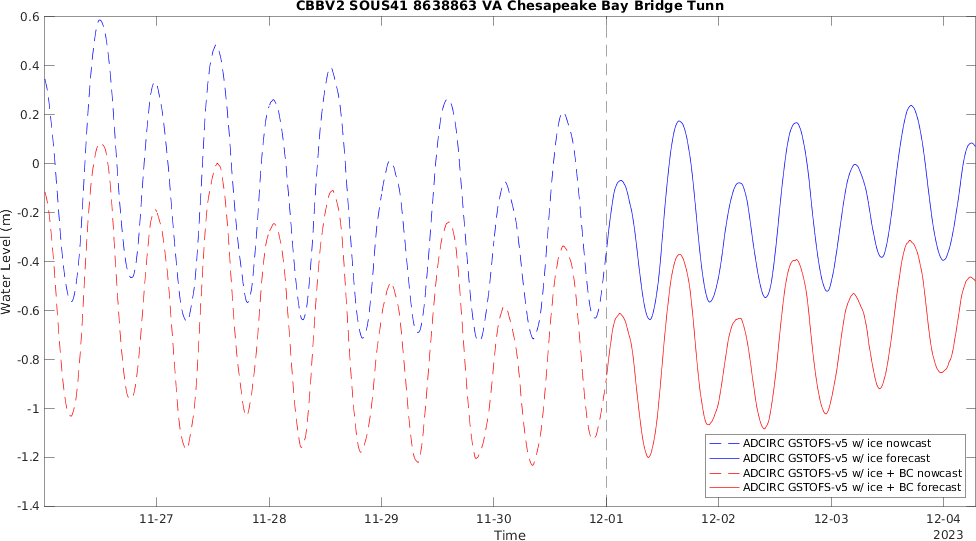 CBBV2 SOUS41 8638863 VA Chesapeake Bay Bridge Tunn
0.6
0.4
0.2
0
-0.2
-0.4
-0.6
-0.8
-1
-1.2
-1.4
Water Level (m)
ADCIRC GSTOFS-v5 w/ ice nowcast
ADCIRC GSTOFS-v5 w/ ice forecast
ADCIRC GSTOFS-v5 w/ ice + BC nowcast
ADCIRC GSTOFS-v5 w/ ice + BC forecast
11-27 11-28 11-29 11-30 12-01 12-02 12-03 12-04
Time 2023